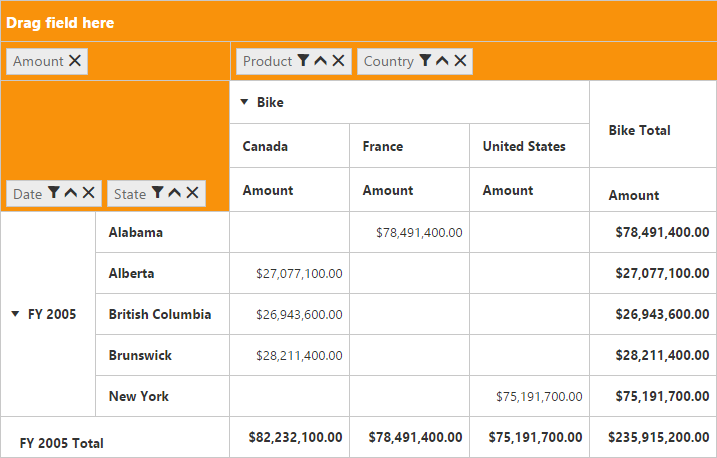 Drag field here
Amount Product Country
Bike
Bike Total
Canada France United States
Date State Amount Amount Amount Amount
Alabama $78,491,400.00 $78,491,400.00
Alberta $27,077,100.00 $27,077,100.00
FY 2005 British Columbia $26,943,600.00 $26,943,600.00
Brunswick $28,211,400.00 $28,211,400.00
New York $75,191,700.00 $75,191,700.00
FY 2005 Total $82,232,100.00 $78,491,400.00 $75,191,700.00 $235,915,200.00